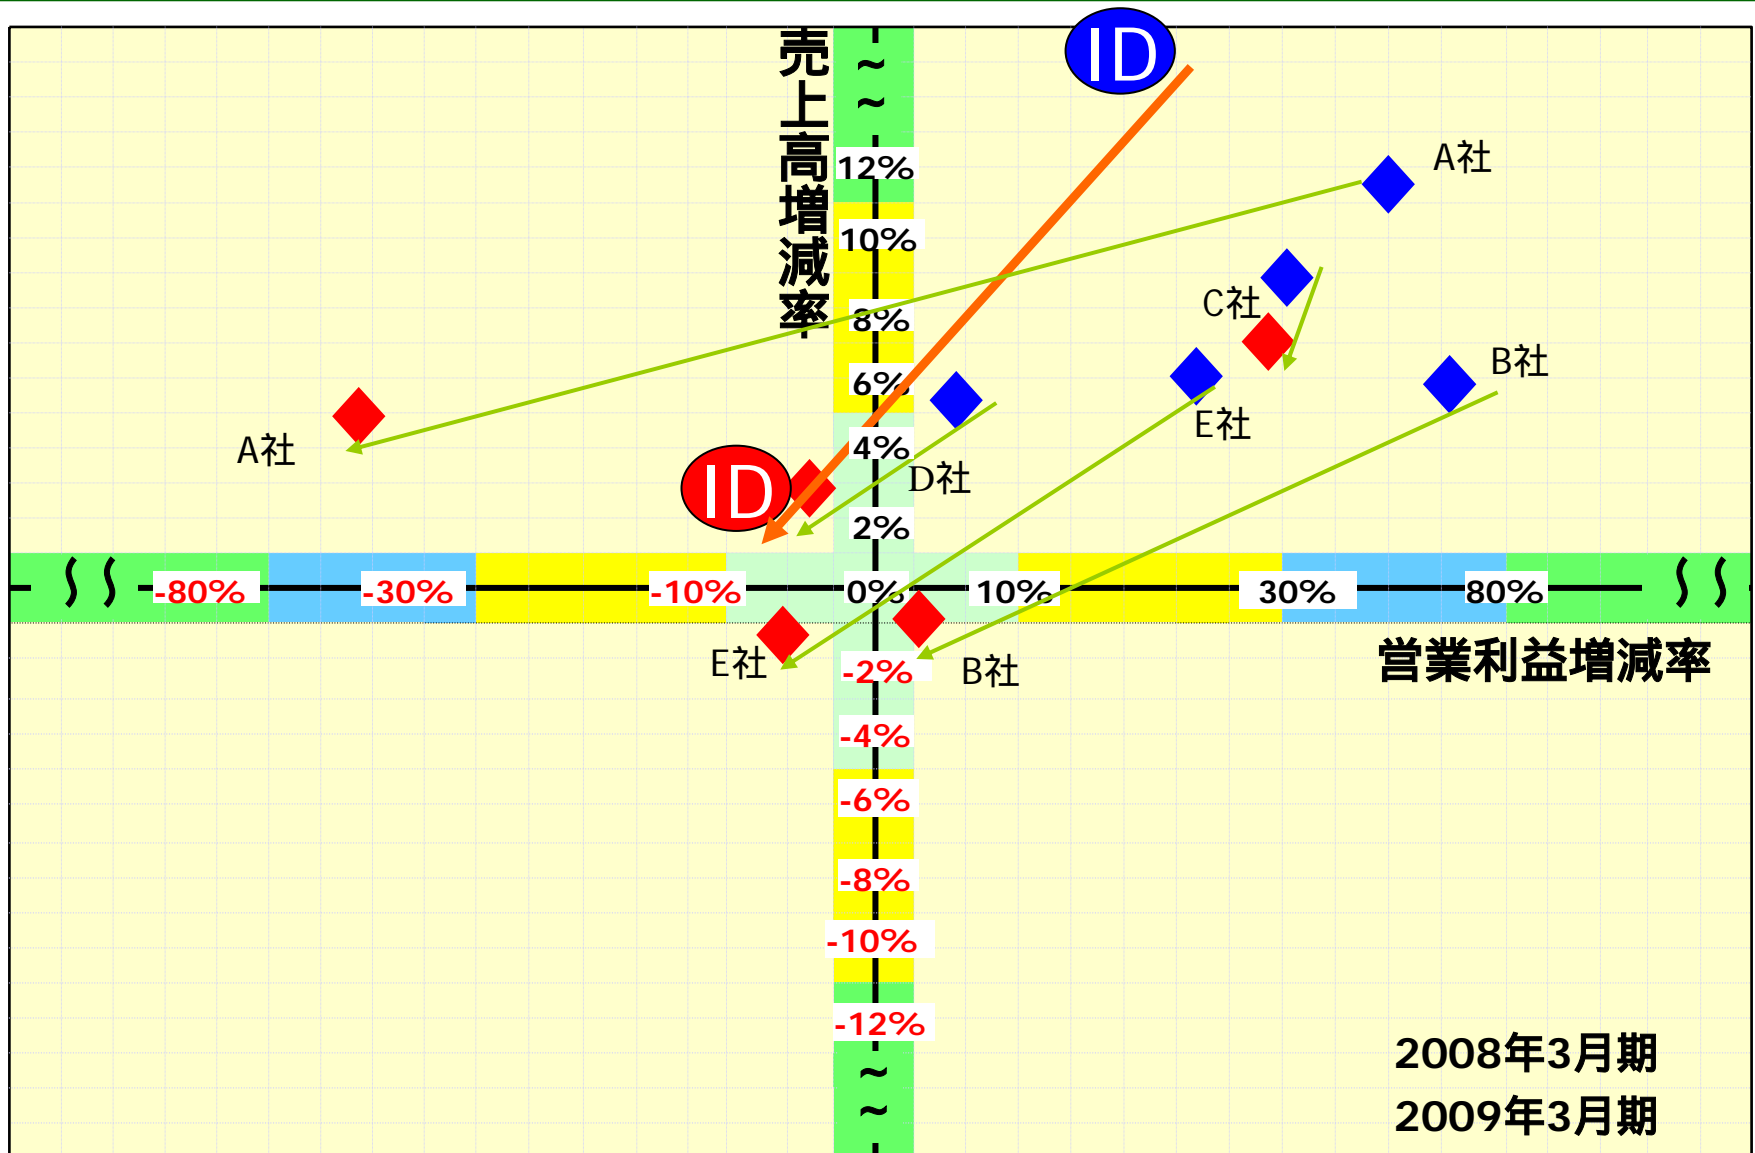 売上高増減率
ID
A社
12%
10%
C社
8%
B社
6%
E社
A社
4%
D社
ID
2%
-80%
-30%
-10%
0%
10%
30%
80%
営業利益増減率
E社
B社
-2%
-4%
-6%
-8%
-10%
-12%
2008年3月期
2009年3月期